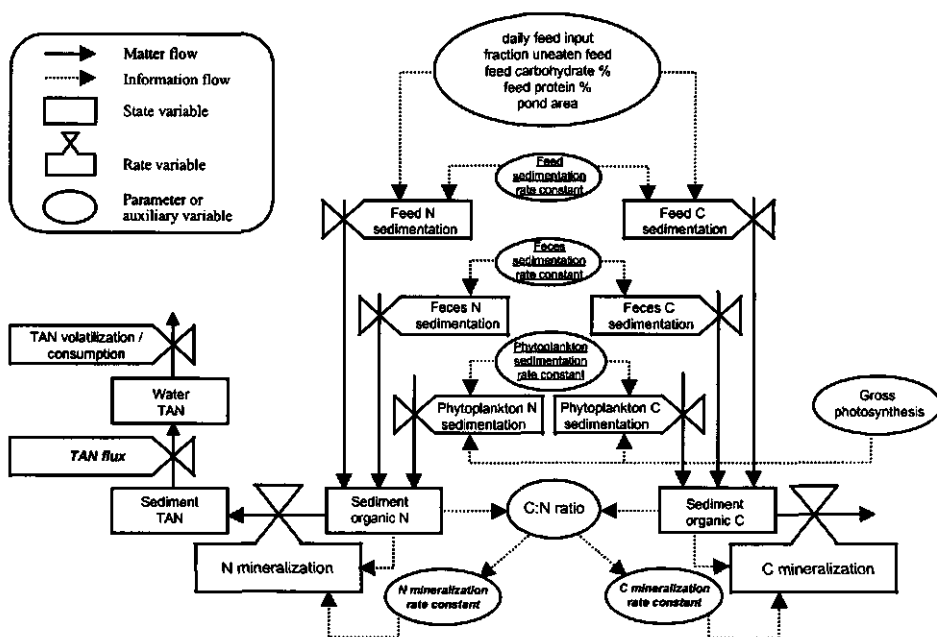 Matter flow
Information flow
State variable
Rate variable
Parameter or
auxiliary variable
daily feed input
fraction uneaten feed
feed carbohydrate %
feed protein %
pond area
Feed
sedimentation
rate constant
Feed N
sedimentation
Feed C
sedimentation
Feces
sedimentation
rate constant
Feces N
sedimentation
Feces C
sedimentation
TAN volatilization /
consumption
Phytoplankton
sedimentation
rate constant
Water
TAN
Phytoplankton N
sedimentation
Phytoplankton C
sedimentation
Gross
photosynthesis
TAN flux
Sediment
TAN
Sediment
organic N
C:N ratio
Sediment
organic C
N mineralization
C mineralization
N mineralization
rate constant
C mineralization
rate constant